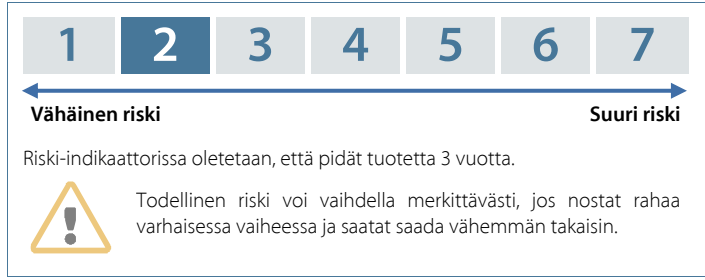 1 2 3 4 5 6 7
Vähäinen riski Suuri riski
Riski-indikaattorissa oletetaan, että pidät tuotetta 3 vuotta.
Todellinen riski voi vaihdella merkittävästi, jos nostat rahaa
varhaisessa vaiheessa ja saatat saada vähemmän takaisin.